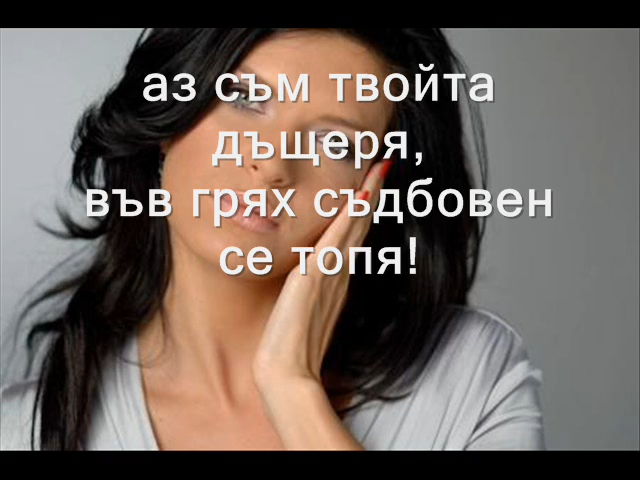 аз съм твойта
дъщеря,
във грях съдбовен
се топя!